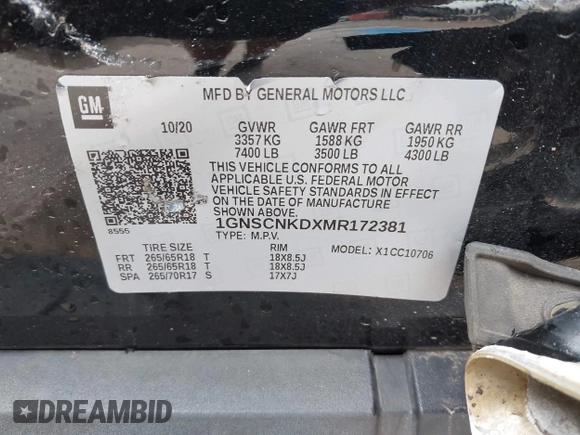 GM
MFD BY GENERAL MOTORS LLC
10/20 GVWR GAWR FRT GAWR RR
3357 KG 1588 KG 1950 KG
7400 LB 3500 LB 4300 LB
THIS VEHICLE CONFORMS TO ALL
APPLICABLE U.S. FEDERAL MOTOR
VEHICLE SAFETY STANDARDS IN EFFECT
ON THE DATE OF MANUFACTURE
SHOWN ABOVE.
8555 1GNSCNKDXMR172381
TYPE: M.P.V. MODEL: X1CC10706
TIRE SIZE RIM
FRT 265/65R18 T 18X8.5J
RR 265/65R18 T 18X8.5J
SPA 265/70R17 S 17X7J
DREAMBID